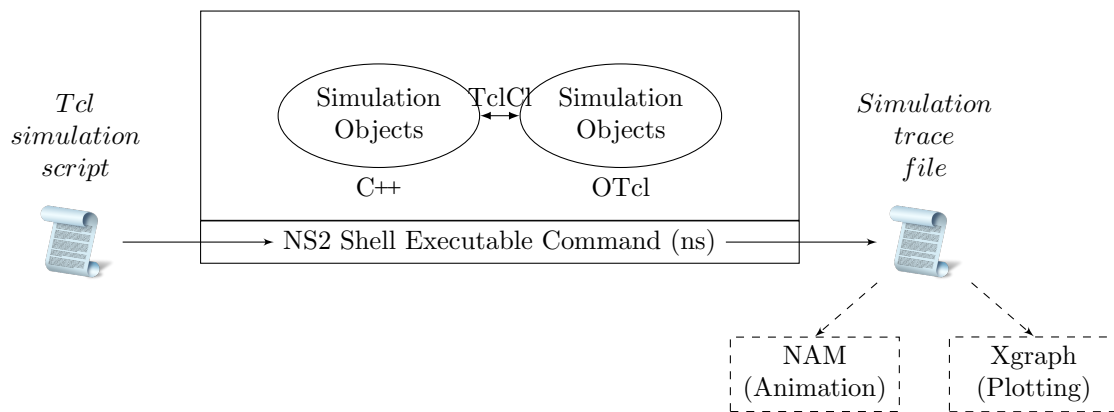 Tcl
simulation
script
Simulation
Objects
C++
TclCl
Simulation
Objects
OTcl
NS2 Shell Executable Command (ns)
Simulation
trace
file
NAM
(Animation)
Xgraph
(Plotting)